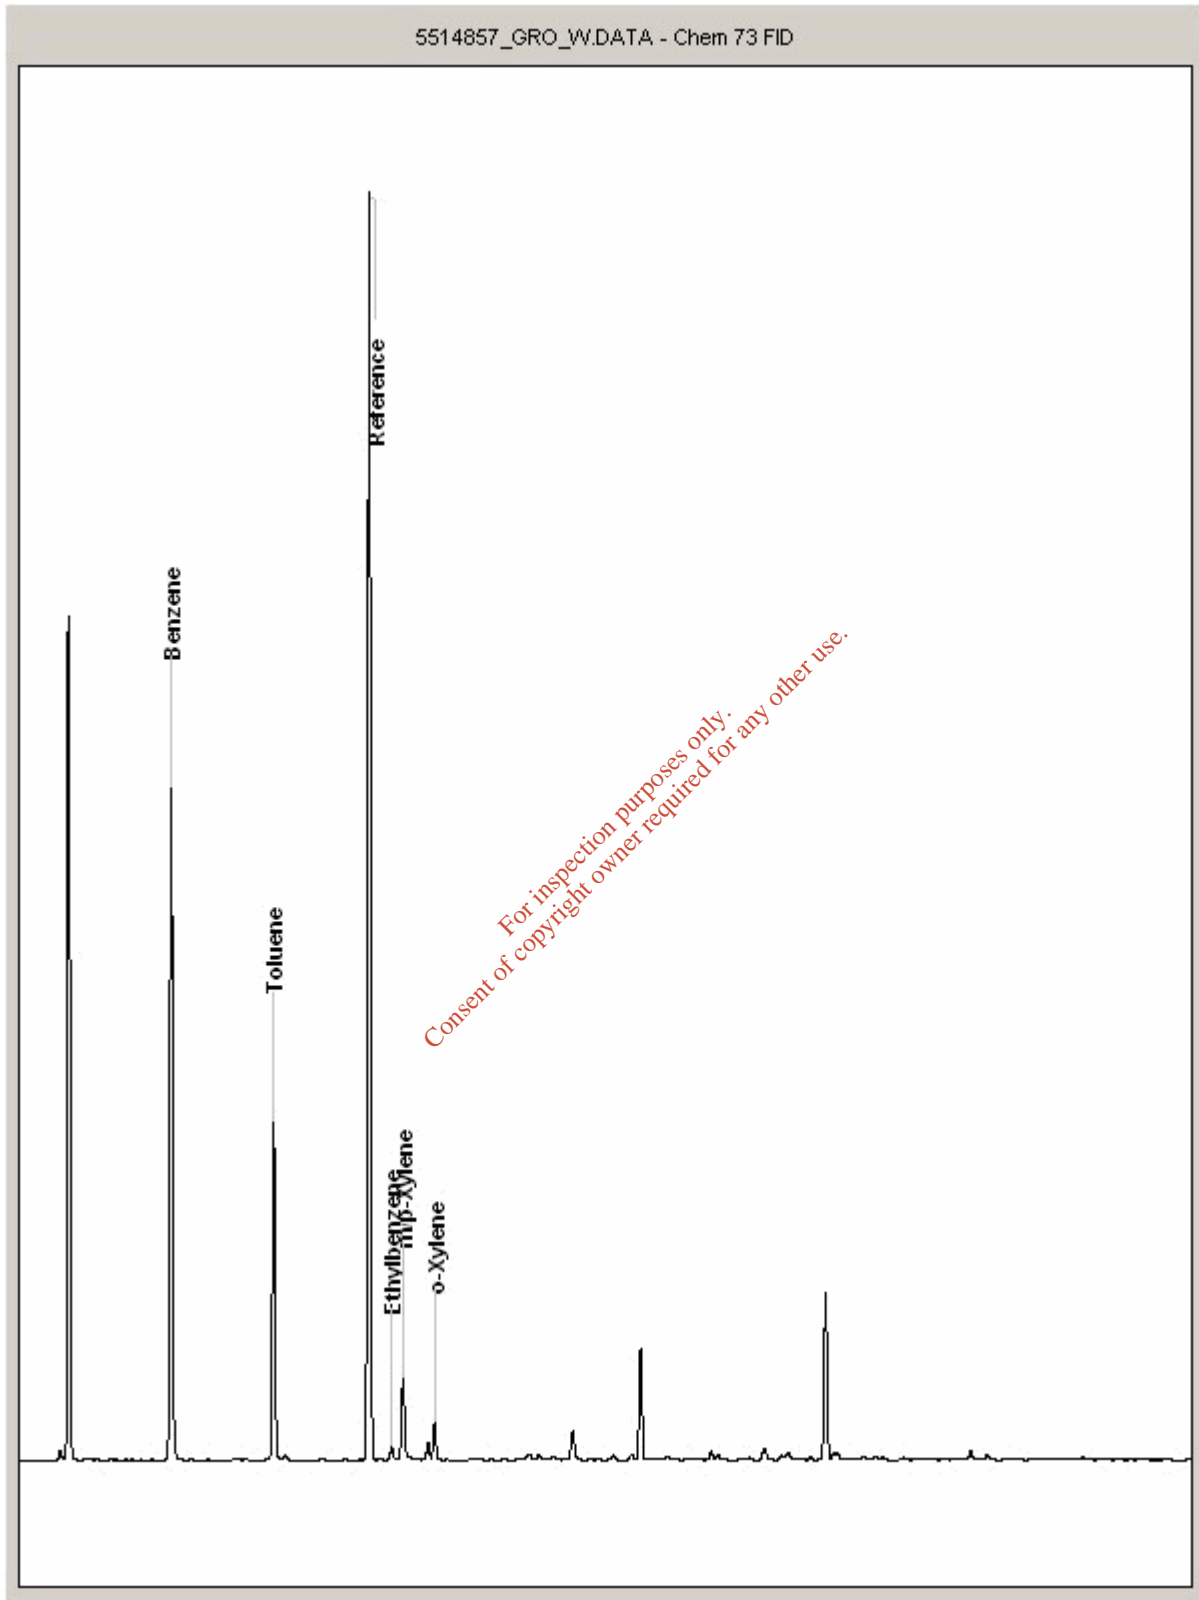 5514857_GRO_W.DATA - Chem 73 FID
Reference
Benzene
Toluene
Ethylbenzene
m/p-Xylene
o-Xylene
For inspection purposes only.
Consent of copyright owner required for any other use.